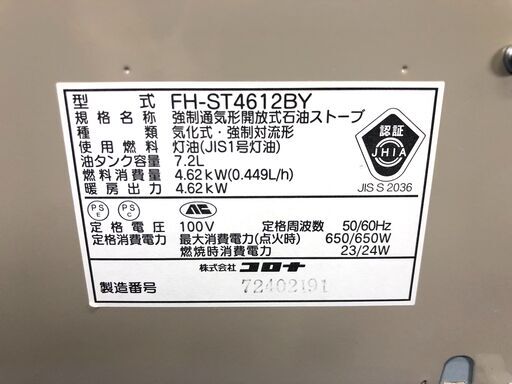 型 式 FH-ST4612BY
規格名称 強制通気形開放式石油ストーブ
種 類 気化式・強制対流形
使用燃料 灯油(JIS1号灯油)
油タンク容量 7.2L
燃料消費量 4.62kW(0.449L/h)
暖房出力 4.62kW
認証
JHIA
JIS S 2036
PS E PS C
定格電圧 100V 定格周波数 50/60Hz
定格消費電力 最大消費電力(点火時) 650/650W
燃焼時消費電力 23/24W
株式会社 コロナ
製造番号 72402191